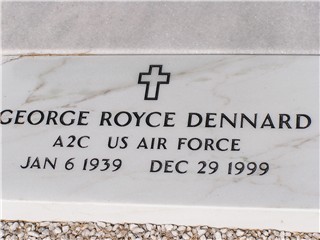 GEORGE ROYCE DENNARD
A2C US AIR FORCE
JAN 6 1939 DEC 29 1999